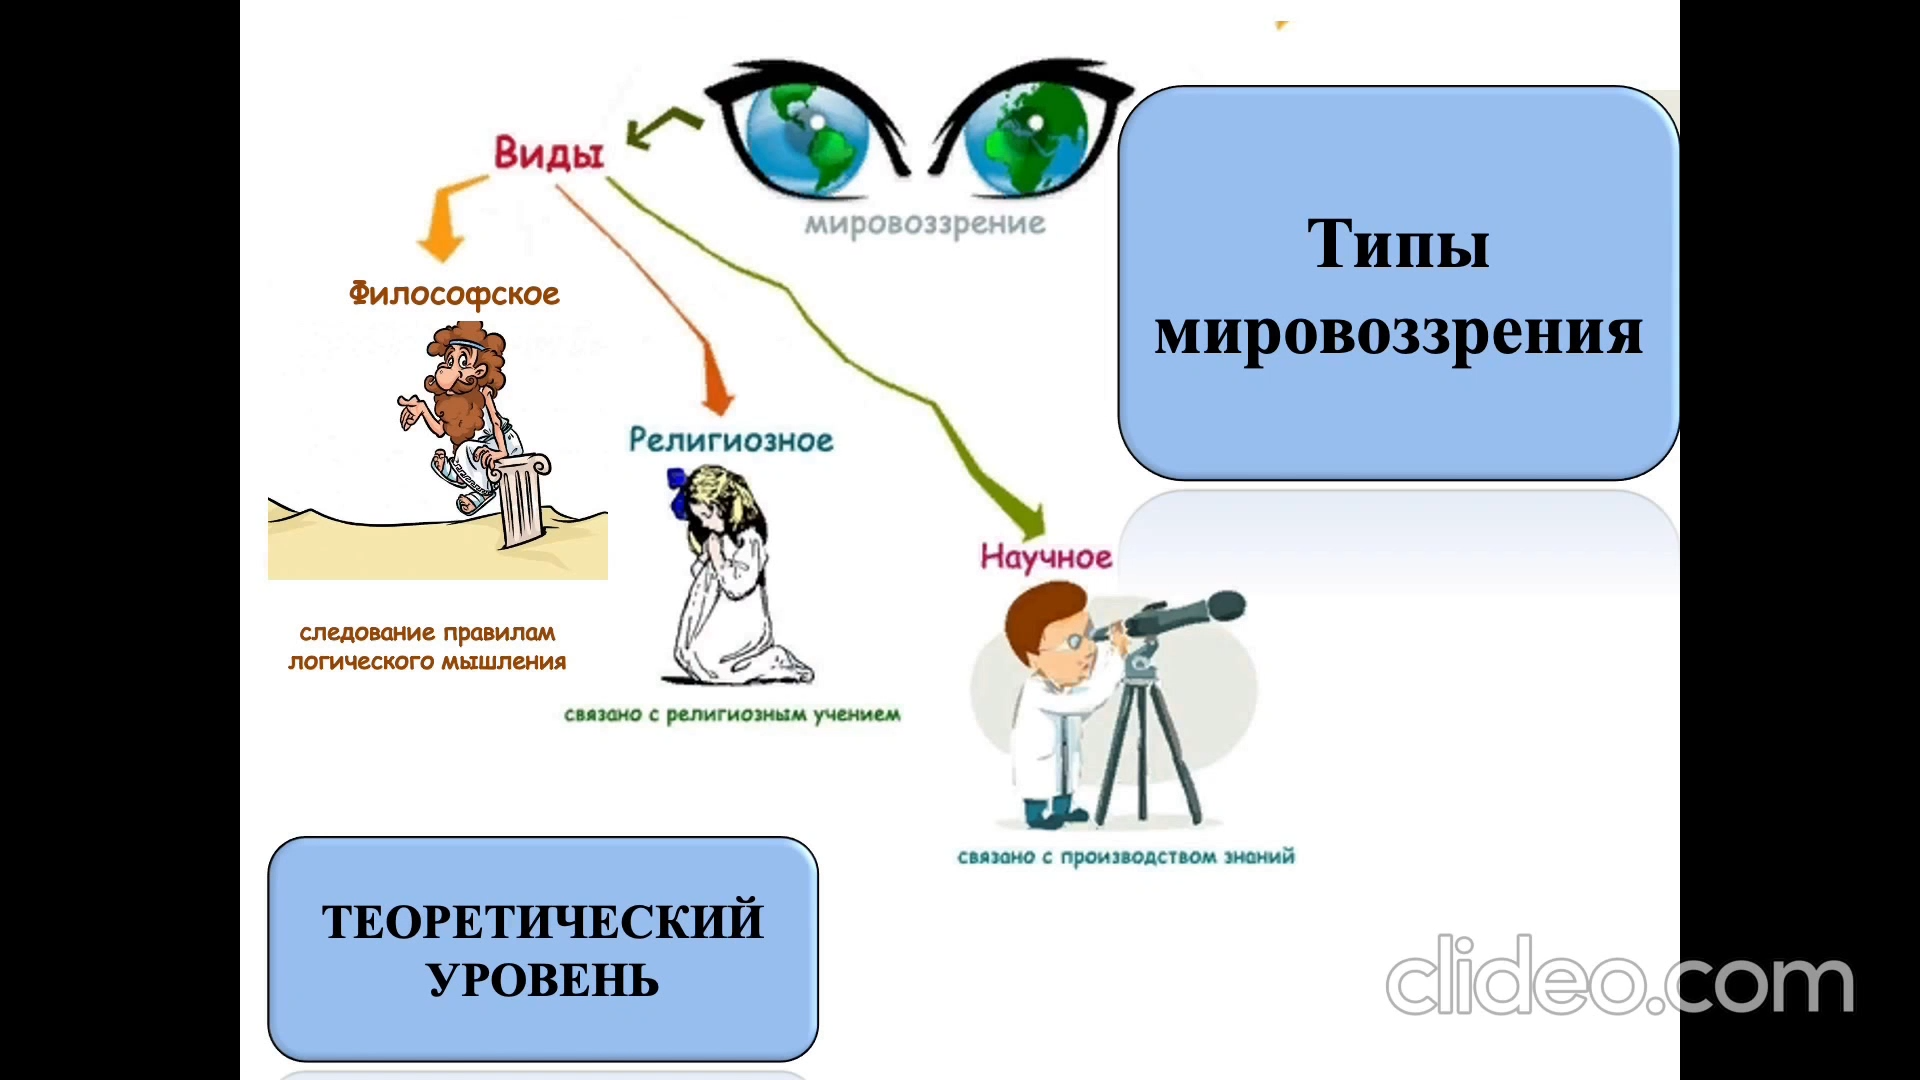 Виды
мировоззрение
Типы
мировоззрения
Философское
Религиозное
Научное
следование правилам
логического мышления
связано с религиозным учением
связано с производством знаний
ТЕОРЕТИЧЕСКИЙ
УРОВЕНЬ
clideo.com